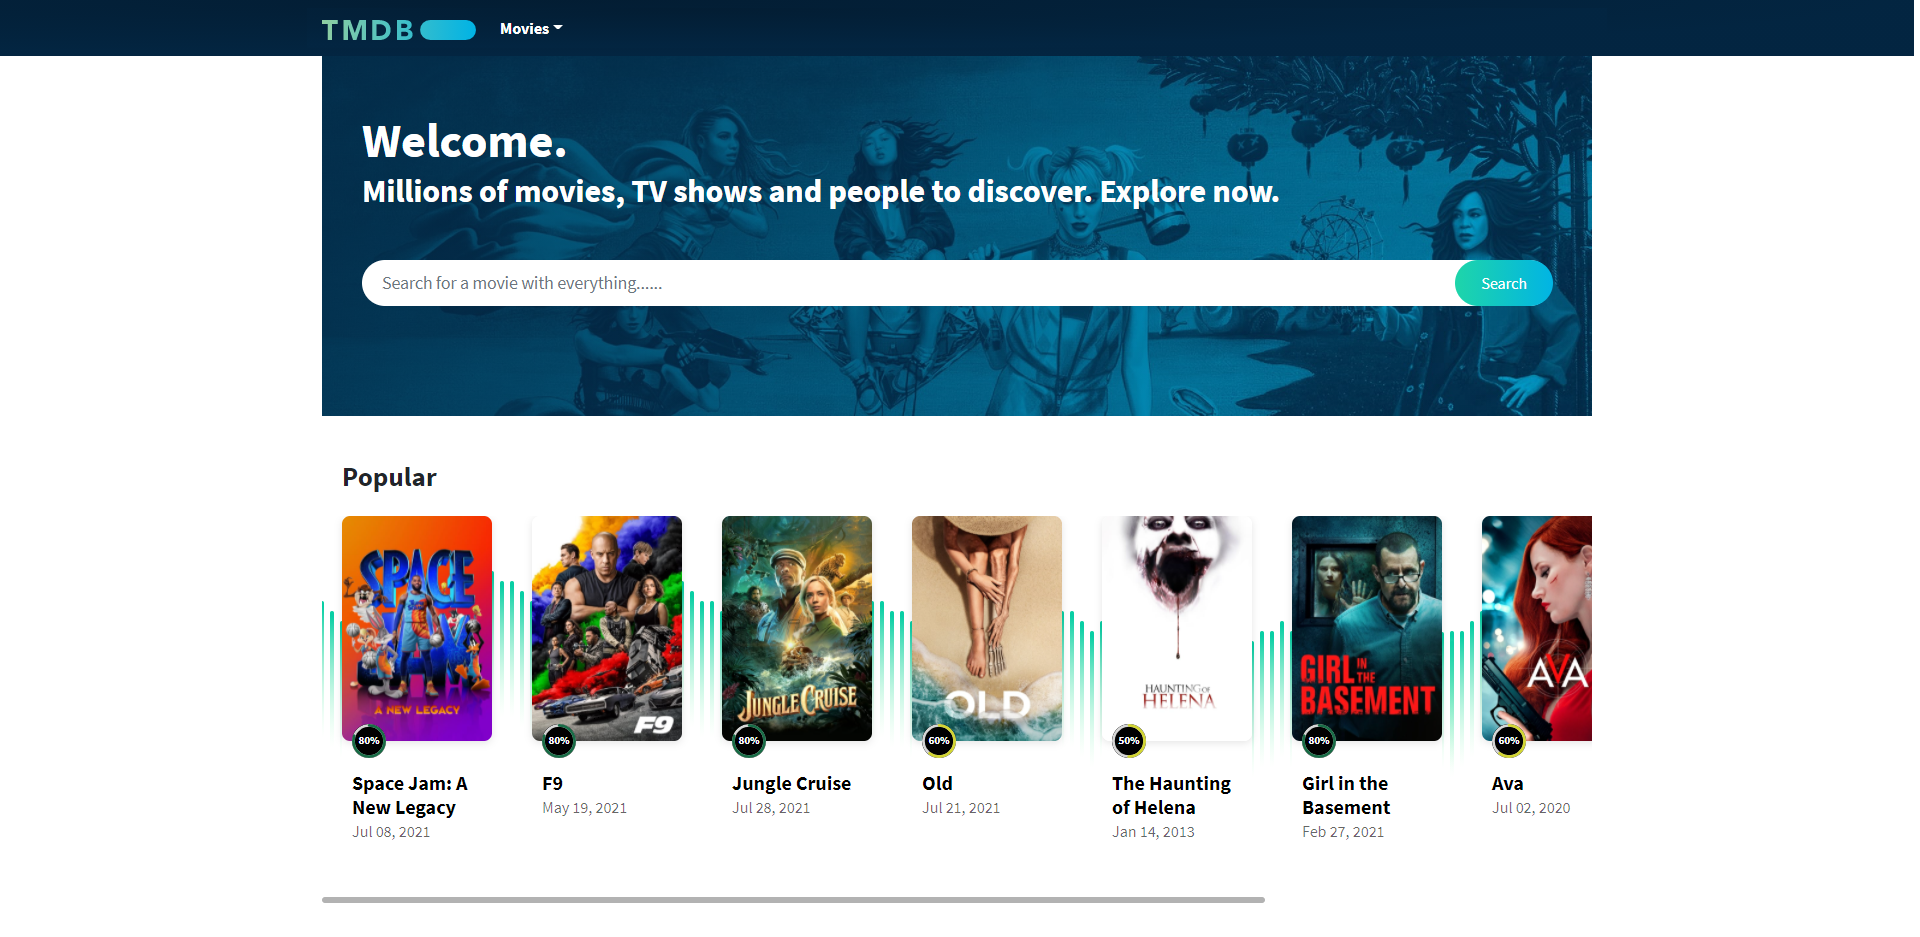 TMDB
Movies
Welcome.
Millions of movies, TV shows and people to discover. Explore now.
Search for a movie with everything......
Search
Popular
SPACE
JAM
A NEW LEGACY
F9
JUNGLE CRUISE
OLD
HAUNTING OF
HELENA
GIRL IN
THE
BASEMENT
AVA
80%
80%
80%
60%
50%
80%
60%
Space Jam: A
New Legacy
Jul 08, 2021
F9
May 19, 2021
Jungle Cruise
Jul 28, 2021
Old
Jul 21, 2021
The Haunting
of Helena
Jan 14, 2013
Girl in the
Basement
Feb 27, 2021
Ava
Jul 02, 2020